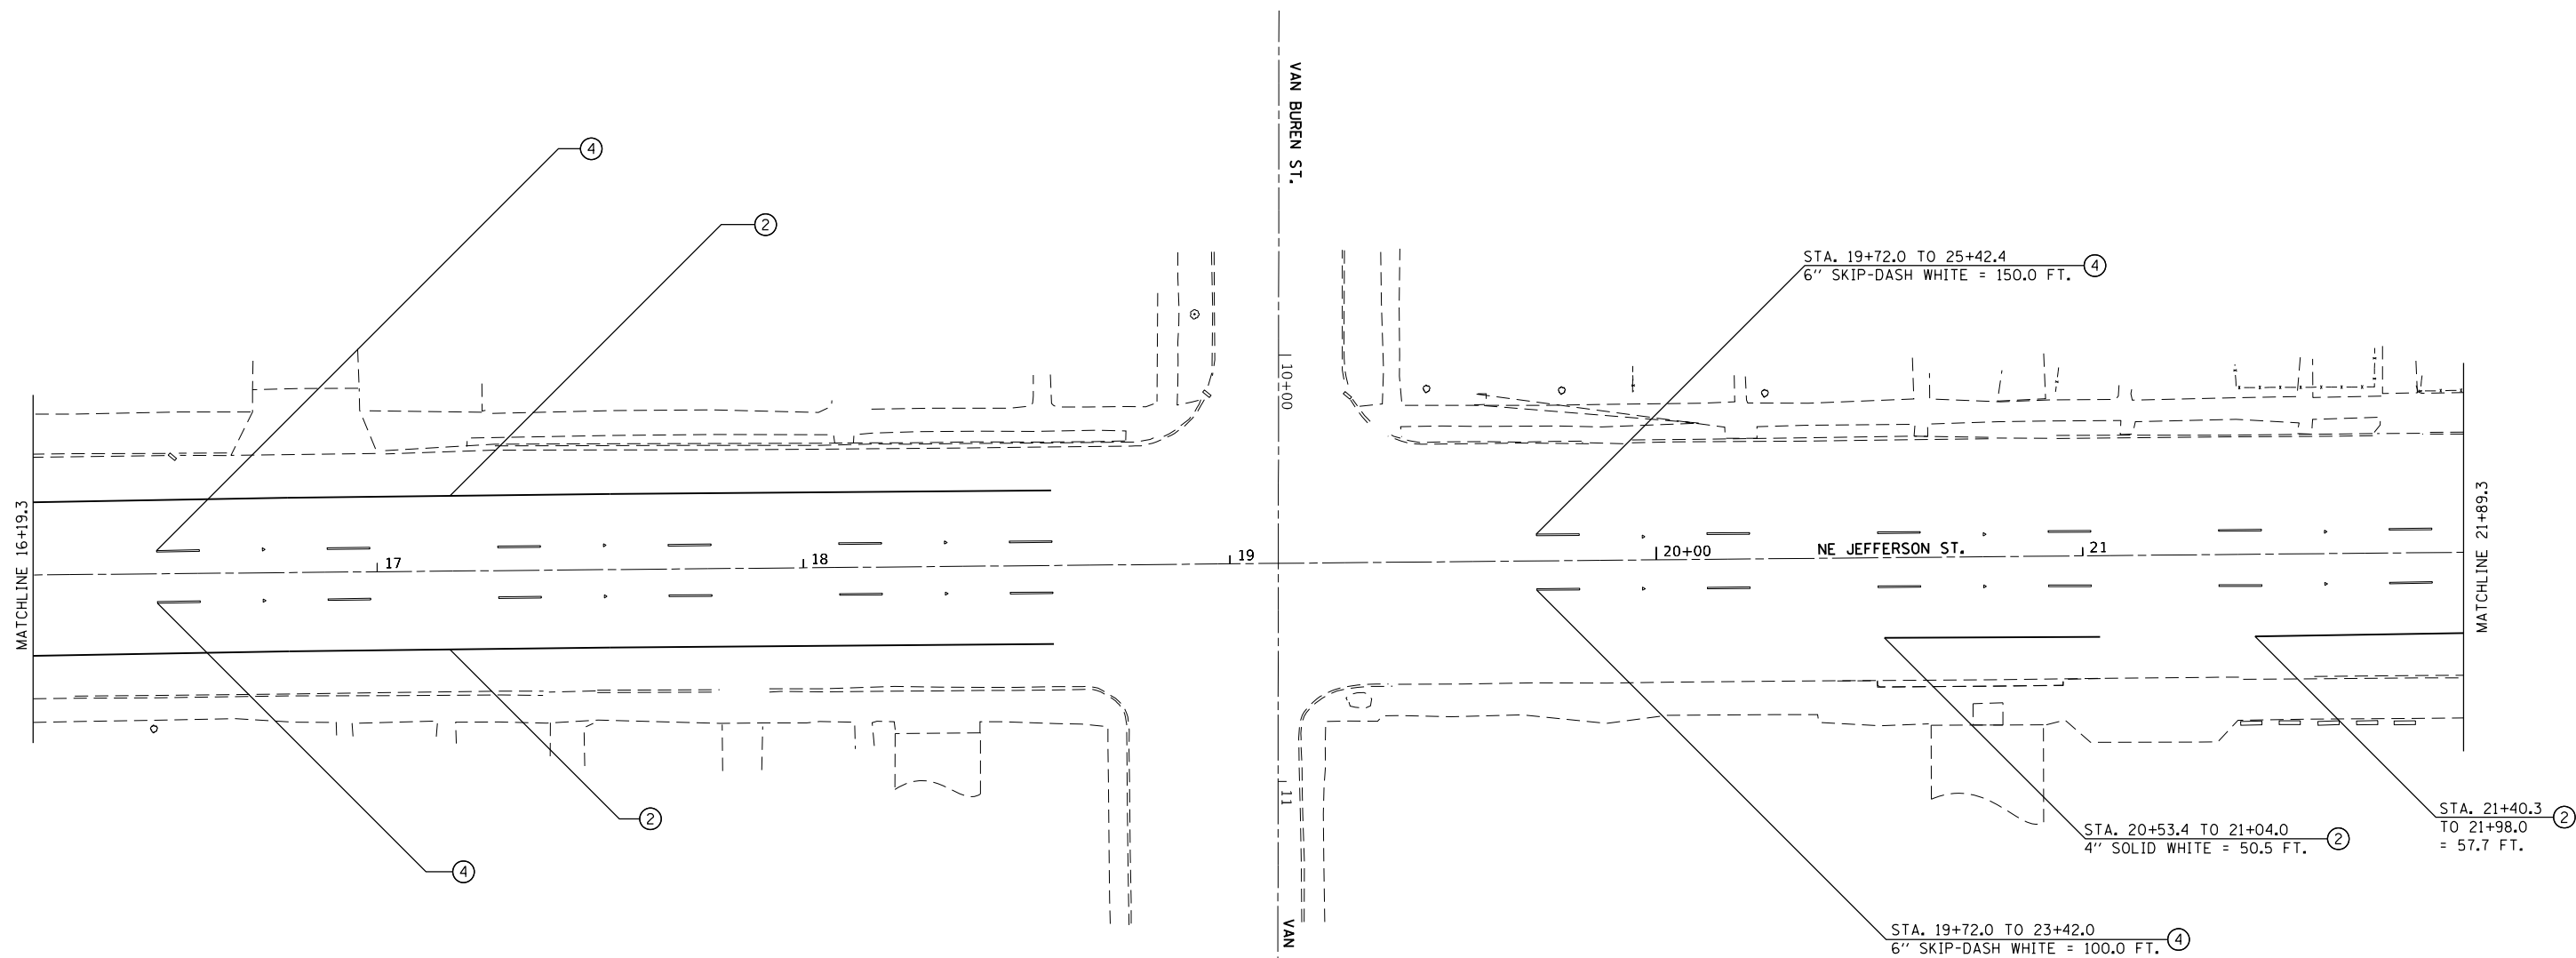 VAN BUREN ST.
4
2
STA. 19+72.0 TO 25+42.4
6'' SKIP-DASH WHITE = 150.0 FT.
4
10+00
MATCHLINE 16+19.3
17
18
19
20+00
NE JEFFERSON ST.
21
MATCHLINE 21+89.3
11
2
4
STA. 21+40.3
TO 21+98.0
= 57.7 FT.
2
STA. 20+53.4 TO 21+04.0
4'' SOLID WHITE = 50.5 FT.
2
VAN
STA. 19+72.0 TO 23+42.0
6'' SKIP-DASH WHITE = 100.0 FT.
4